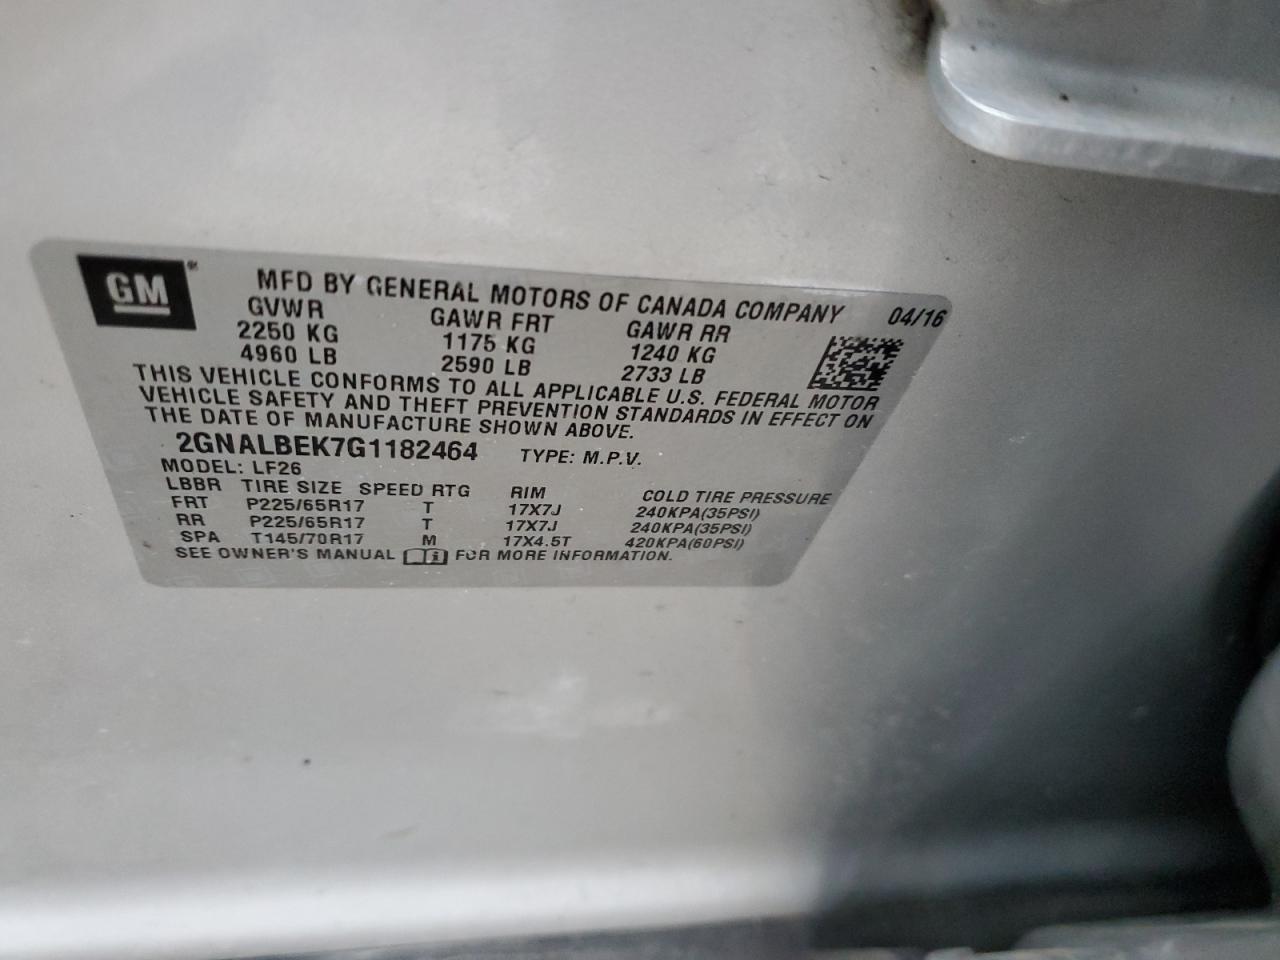 GM ® MFD BY GENERAL MOTORS OF CANADA COMPANY 04/16
GVWR GAWR FRT GAWR RR
2250 KG 1175 KG 1240 KG
4960 LB 2590 LB 2733 LB
THIS VEHICLE CONFORMS TO ALL APPLICABLE U.S. FEDERAL MOTOR
VEHICLE SAFETY AND THEFT PREVENTION STANDARDS IN EFFECT ON
THE DATE OF MANUFACTURE SHOWN ABOVE.
2GNALBEK7G1182464 TYPE: M.P.V.
MODEL: LF26
LBBR TIRE SIZE SPEED RTG RIM COLD TIRE PRESSURE
FRT P225/65R17 T 17X7J 240KPA(35PSI)
RR P225/65R17 T 17X7J 240KPA(35PSI)
SPA T145/70R17 M 17X4.5T 420KPA(60PSI)
SEE OWNER'S MANUAL FOR MORE INFORMATION.